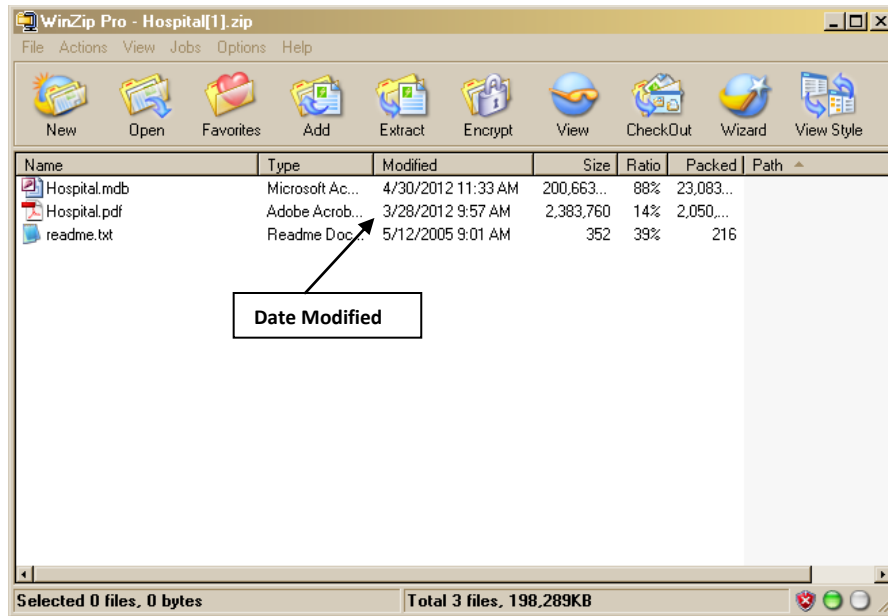 WinZip Pro - Hospital[1].zip
File Actions View Jobs Options Help
New Open Favorites Add Extract Encrypt View CheckOut Wizard View Style
Name Type Modified Size Ratio Packed Path
Hospital.mdb Microsoft Ac... 4/30/2012 11:33 AM 200,663... 88% 23,083...
Hospital.pdf Adobe Acrob... 3/28/2012 9:57 AM 2,383,760 14% 2,050,...
readme.txt Readme Doc... 5/12/2005 9:01 AM 352 39% 216
Date Modified
Selected 0 files, 0 bytes Total 3 files, 198,289KB